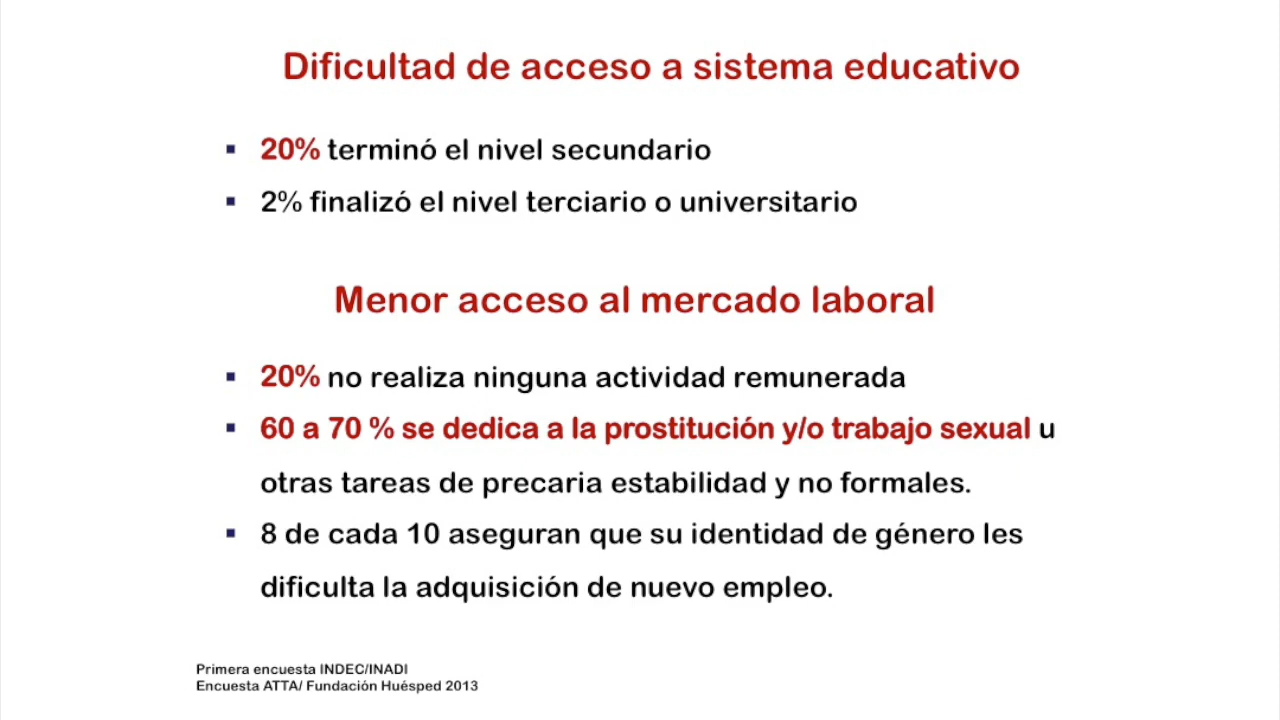 Dificultad de acceso a sistema educativo
▪ 20% terminó el nivel secundario
▪ 2% finalizó el nivel terciario o universitario
Menor acceso al mercado laboral
▪ 20% no realiza ninguna actividad remunerada
▪ 60 a 70 % se dedica a la prostitución y/o trabajo sexual u
otras tareas de precaria estabilidad y no formales.
▪ 8 de cada 10 aseguran que su identidad de género les
dificulta la adquisición de nuevo empleo.
Primera encuesta INDEC/INADI
Encuesta ATTA/ Fundación Huésped 2013